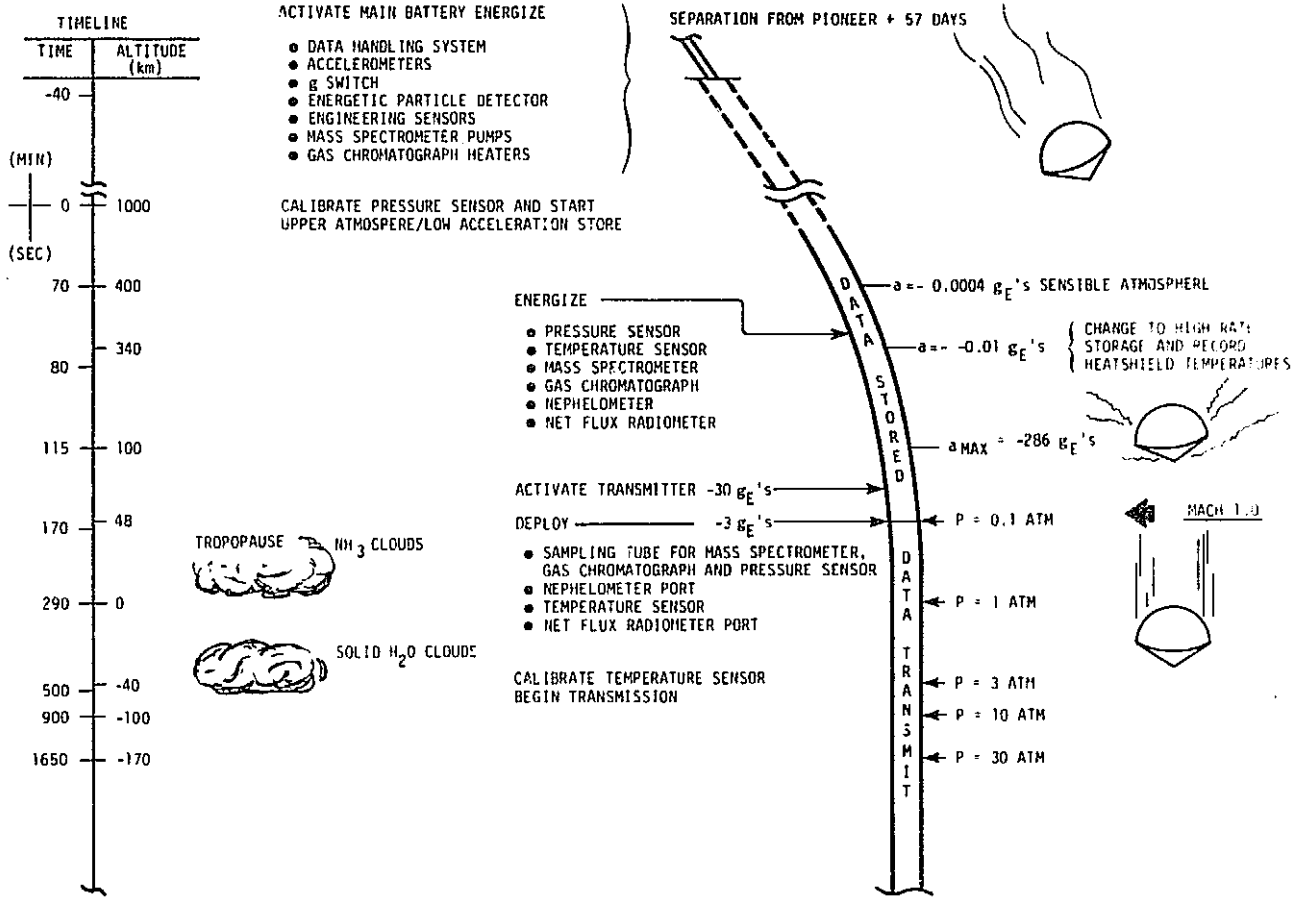 TIMELINE
TIME
ALTITUDE
(km)
-40
(MIN)
0
1000
(SEC)
70
400
340
80
115
100
48
170
290
0
-40
500
900
-100
1650
-170
ACTIVATE MAIN BATTERY ENERGIZE
● DATA HANDLING SYSTEM
● ACCELEROMETERS
● g SWITCH
● ENERGETIC PARTICLE DETECTOR
● ENGINEERING SENSORS
● MASS SPECTROMETER PUMPS
● GAS CHROMATOGRAPH HEATERS
CALIBRATE PRESSURE SENSOR AND START
UPPER ATMOSPERE/LOW ACCELERATION STORE
SEPARATION FROM PIONEER + 57 DAYS
ENERGIZE
● PRESSURE SENSOR
● TEMPERATURE SENSOR
● MASS SPECTROMETER
● GAS CHROMATOGRAPH
● NEPHELOMETER
● NET FLUX RADIOMETER
ACTIVATE TRANSMITTER -30 gE's
DEPLOY -3 gE's
● SAMPLING TUBE FOR MASS SPECTROMETER,
GAS CHROMATOGRAPH AND PRESSURE SENSOR
● NEPHELOMETER PORT
● TEMPERATURE SENSOR
● NET FLUX RADIOMETER PORT
CALIBRATE TEMPERATURE SENSOR
BEGIN TRANSMISSION
TROPOPAUSE
NH3 CLOUDS
SOLID H2O CLOUDS
DATA STORED
DATA TRANSMIT
a = - 0.0004 gE's SENSIBLE ATMOSPHERE
a = - -0.01 gE's
CHANGE TO HIGH RATE
STORAGE AND RECORD
HEATSHIELD TEMPERATURES
aMAX = -286 gE's
P = 0.1 ATM
MACH 1.0
P = 1 ATM
P = 3 ATM
P = 10 ATM
P = 30 ATM